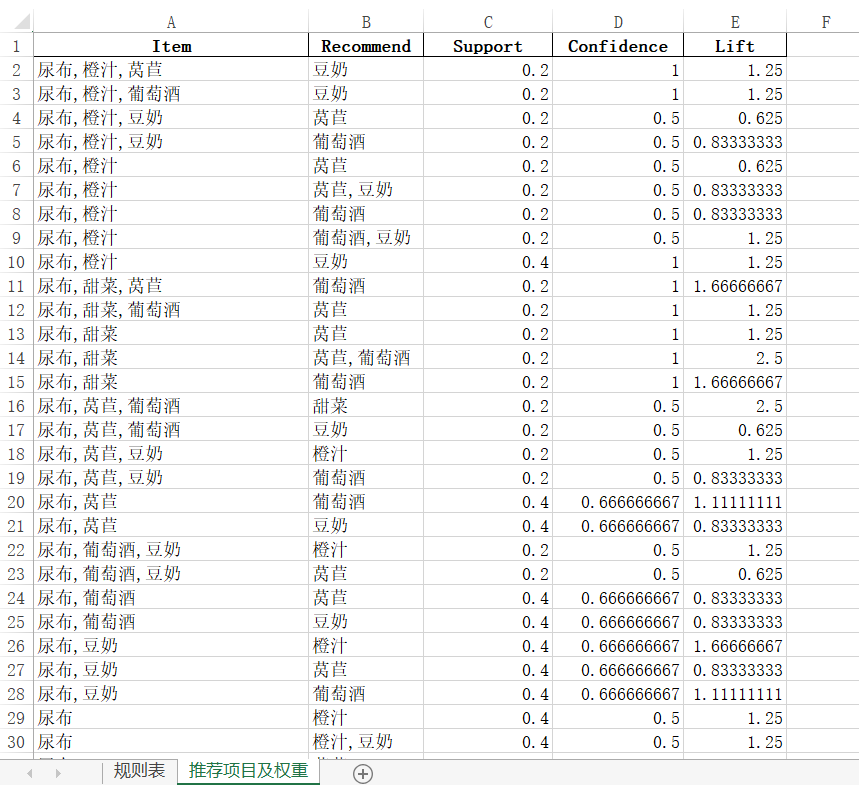 A B C D E F
1 Item Recommend Support Confidence Lift
2 尿布,橙汁,莴苣 豆奶 0.2 1 1.25
3 尿布,橙汁,葡萄酒 豆奶 0.2 1 1.25
4 尿布,橙汁,豆奶 莴苣 0.2 0.5 0.625
5 尿布,橙汁,豆奶 葡萄酒 0.2 0.5 0.83333333
6 尿布,橙汁 莴苣 0.2 0.5 0.625
7 尿布,橙汁 莴苣,豆奶 0.2 0.5 0.83333333
8 尿布,橙汁 葡萄酒 0.2 0.5 0.83333333
9 尿布,橙汁 葡萄酒,豆奶 0.2 0.5 1.25
10 尿布,橙汁 豆奶 0.4 1 1.25
11 尿布,甜菜,莴苣 葡萄酒 0.2 1 1.66666667
12 尿布,甜菜,葡萄酒 莴苣 0.2 1 1.25
13 尿布,甜菜 莴苣 0.2 1 1.25
14 尿布,甜菜 莴苣,葡萄酒 0.2 1 2.5
15 尿布,甜菜 葡萄酒 0.2 1 1.66666667
16 尿布,莴苣,葡萄酒 甜菜 0.2 0.5 2.5
17 尿布,莴苣,葡萄酒 豆奶 0.2 0.5 0.625
18 尿布,莴苣,豆奶 橙汁 0.2 0.5 1.25
19 尿布,莴苣,豆奶 葡萄酒 0.2 0.5 0.83333333
20 尿布,莴苣 葡萄酒 0.4 0.666666667 1.11111111
21 尿布,莴苣 豆奶 0.4 0.666666667 0.83333333
22 尿布,葡萄酒,豆奶 橙汁 0.2 0.5 1.25
23 尿布,葡萄酒,豆奶 莴苣 0.2 0.5 0.625
24 尿布,葡萄酒 莴苣 0.4 0.666666667 0.83333333
25 尿布,葡萄酒 豆奶 0.4 0.666666667 0.83333333
26 尿布,豆奶 橙汁 0.4 0.666666667 1.66666667
27 尿布,豆奶 莴苣 0.4 0.666666667 0.83333333
28 尿布,豆奶 葡萄酒 0.4 0.666666667 1.11111111
29 尿布 橙汁 0.4 0.5 1.25
30 尿布 橙汁,豆奶 0.4 0.5 1.25
规则表 推荐项目及权重